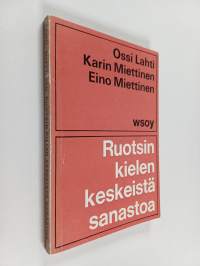 Ossi Lahti
Karin Miettinen
Eino Miettinen
wsoy
Ruotsin
kielen
keskeistä
sanastoa